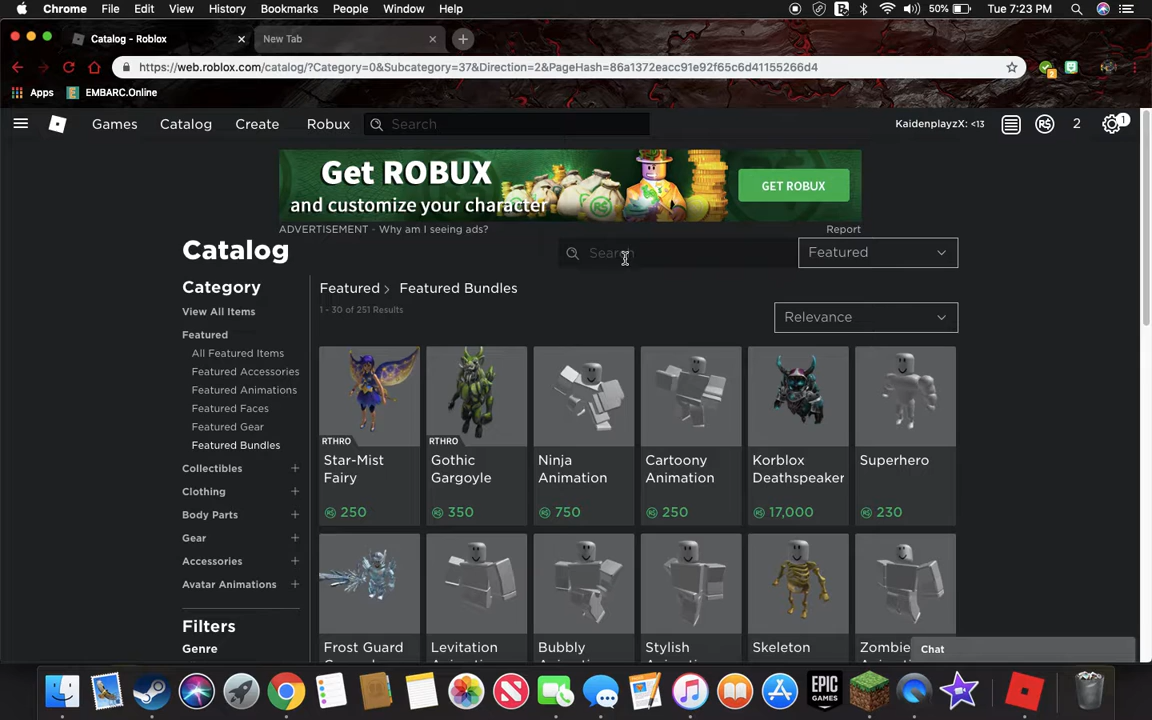 Chrome File Edit View History Bookmarks People Window Help 50% Tue 7:23 PM
Catalog - Roblox New Tab
https://web.roblox.com/catalog/?Category=0&Subcategory=37&Direction=2&PageHash=86a1372eacc91e92f65c6d41155266d4
Apps EMBARC.Online
Games Catalog Create Robux Search KaidenplayzX: <13 2 1
Get ROBUX
and customize your character
GET ROBUX
ADVERTISEMENT • Why am I seeing ads? Report
Catalog Search Featured
Category
Featured > Featured Bundles
View All Items
1 - 30 of 251 Results
Relevance
Featured
All Featured Items
Featured Accessories
Featured Animations
Featured Faces
Featured Gear
Featured Bundles
Collectibles +
Clothing +
Body Parts +
Gear +
Accessories +
Avatar Animations +
Filters
Genre
RTHRO
Star-Mist
Fairy
250
RTHRO
Gothic
Gargoyle
350
Ninja
Animation
750
Cartoony
Animation
250
Korblox
Deathspeaker
17,000
Superhero
230
Frost Guard
Levitation
Bubbly
Stylish
Skeleton
Zombie
Chat
EPIC
GAMES